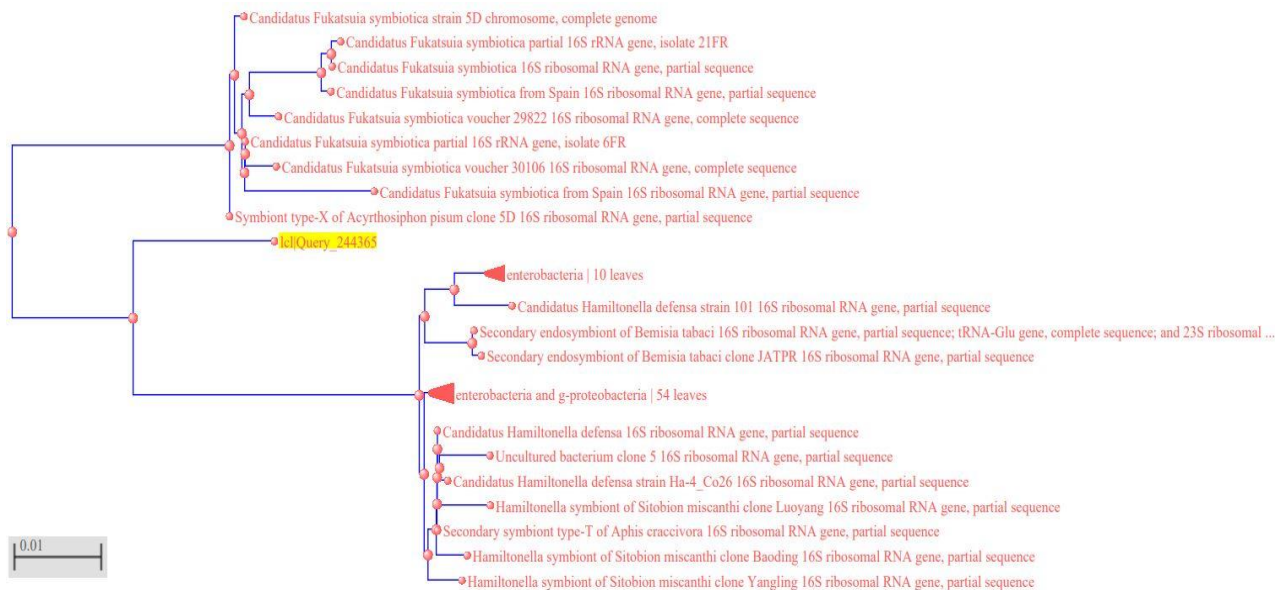 Candidatus Fukatsuia symbiotica strain 5D chromosome, complete genome
Candidatus Fukatsuia symbiotica partial 16S rRNA gene, isolate 21FR
Candidatus Fukatsuia symbiotica 16S ribosomal RNA gene, partial sequence
Candidatus Fukatsuia symbiotica from Spain 16S ribosomal RNA gene, partial sequence
Candidatus Fukatsuia symbiotica voucher 29822 16S ribosomal RNA gene, complete sequence
Candidatus Fukatsuia symbiotica partial 16S rRNA gene, isolate 6FR
Candidatus Fukatsuia symbiotica voucher 30106 16S ribosomal RNA gene, complete sequence
Candidatus Fukatsuia symbiotica from Spain 16S ribosomal RNA gene, partial sequence
Symbiont type-X of Acyrthosiphon pisum clone 5D 16S ribosomal RNA gene, partial sequence
lcl|Query_244365
enterobacteria | 10 leaves
Candidatus Hamiltonella defensa strain 101 16S ribosomal RNA gene, partial sequence
Secondary endosymbiont of Bemisia tabaci 16S ribosomal RNA gene, partial sequence; tRNA-Glu gene, complete sequence; and 23S ribosomal ...
Secondary endosymbiont of Bemisia tabaci clone JATPR 16S ribosomal RNA gene, partial sequence
enterobacteria and g-proteobacteria | 54 leaves
Candidatus Hamiltonella defensa 16S ribosomal RNA gene, partial sequence
Uncultured bacterium clone 5 16S ribosomal RNA gene, partial sequence
Candidatus Hamiltonella defensa strain Ha-4_Co26 16S ribosomal RNA gene, partial sequence
Hamiltonella symbiont of Sitobion miscanthi clone Luoyang 16S ribosomal RNA gene, partial sequence
Secondary symbiont type-T of Aphis craccivora 16S ribosomal RNA gene, partial sequence
0.01
Hamiltonella symbiont of Sitobion miscanthi clone Baoding 16S ribosomal RNA gene, partial sequence
Hamiltonella symbiont of Sitobion miscanthi clone Yangling 16S ribosomal RNA gene, partial sequence